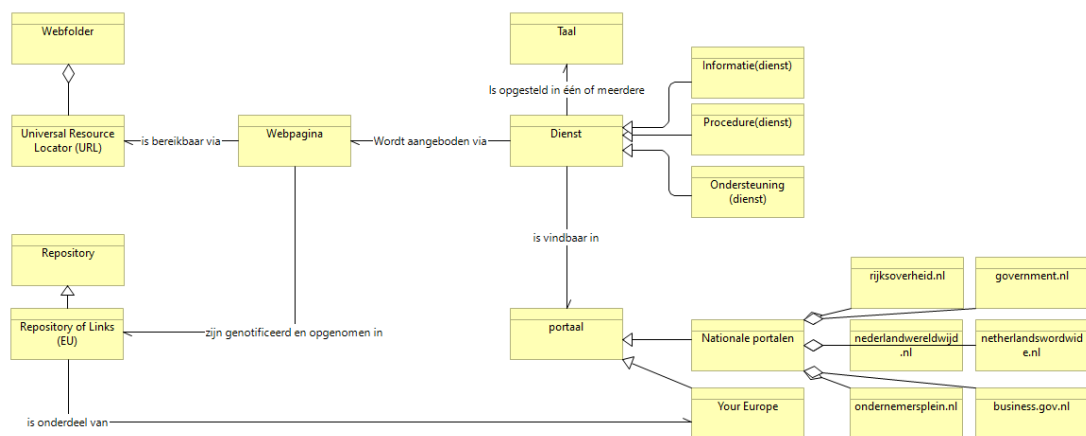 Webfolder
Taal
Informatie(dienst)
Is opgesteld in één of meerdere
Universal Resource
Locator (URL)
is bereikbaar via
Webpagina
Wordt aangeboden via
Dienst
Procedure(dienst)
Ondersteuning
(dienst)
is vindbaar in
Repository
rijksoverheid.nl
government.nl
Repository of Links
(EU)
zijn genotificeerd en opgenomen in
portaal
Nationale portalen
nederlandwereldwijd
.nl
netherlandswordwi
de.nl
Your Europe
ondernemersplein.nl
business.gov.nl
is onderdeel van